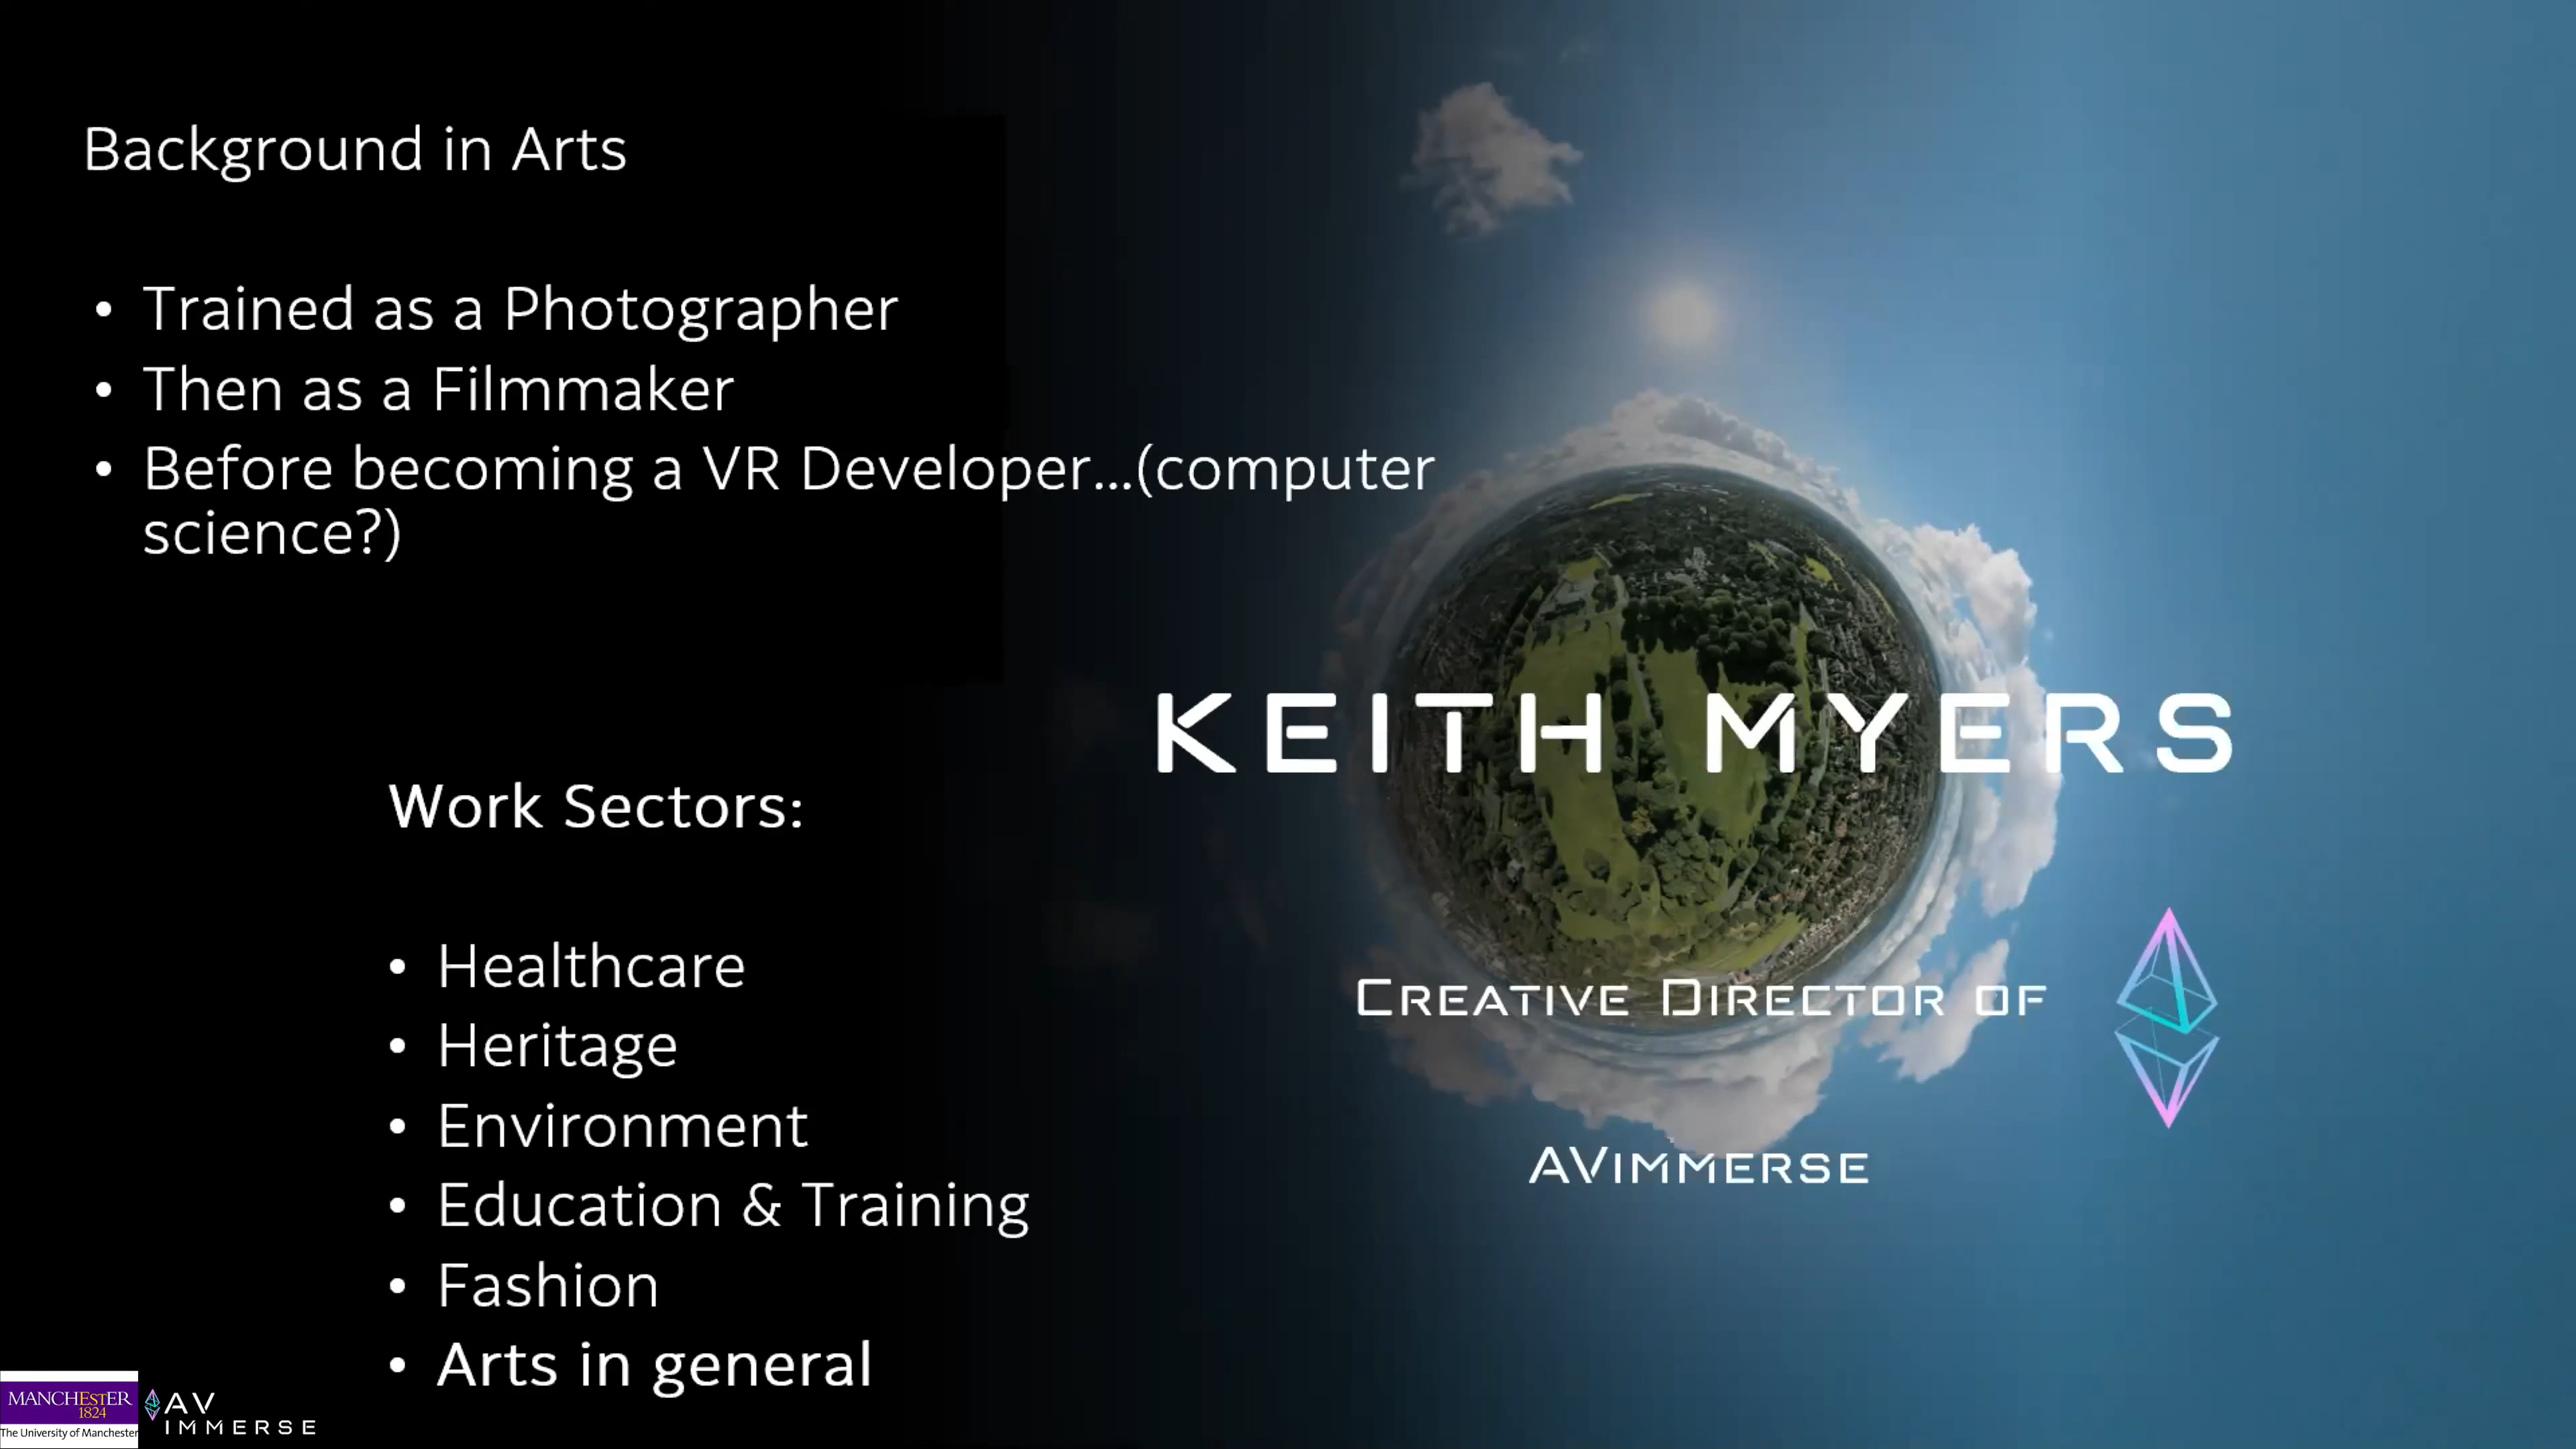 Background in Arts
• Trained as a Photographer
• Then as a Filmmaker
• Before becoming a VR Developer...(computer
science?)
Work Sectors:
• Healthcare
• Heritage
• Environment
• Education & Training
• Fashion
• Arts in general
KEITH MYERS
CREATIVE DIRECTOR OF
AVIMMERSE
MANCHESTER
1824
The University of Manchester
AV
IMMERSE